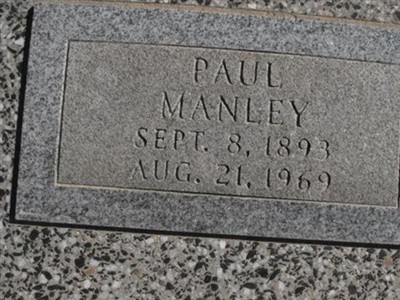 PAUL
MANLEY
SEPT. 8, 1893
AUG. 21, 1969